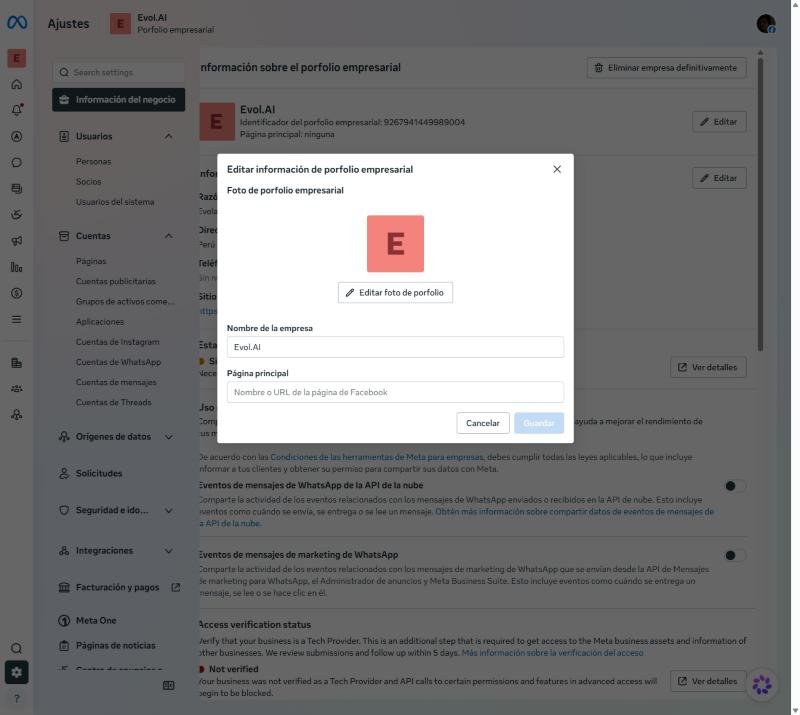 Ajustes
E
Evol.AI
Porfolio empresarial
E
Search settings
Información del negocio
Usuarios
Personas
Socios
Usuarios del sistema
Cuentas
Páginas
Cuentas publicitarias
Grupos de activos come...
Aplicaciones
Cuentas de Instagram
Cuentas de WhatsApp
Cuentas de mensajes
Cuentas de Threads
Orígenes de datos
Solicitudes
Seguridad e ido...
Integraciones
Facturación y pagos
Meta One
Páginas de noticias
nformación sobre el porfolio empresarial
Eliminar empresa definitivamente
E
Evol.AI
Identificador del porfolio empresarial: 9267941449989004
Página principal: ninguna
Editar
Editar
Editar información de porfolio empresarial
Foto de porfolio empresarial
E
Editar foto de porfolio
Nombre de la empresa
Evol.AI
Página principal
Nombre o URL de la página de Facebook
Cancelar
Guardar
Perú
Ver detalles
Uso
ayuda a mejorar el rendimiento de
De acuerdo con las Condiciones de las herramientas de Meta para empresas, debes cumplir todas las leyes aplicables, lo que incluye
nformar a tus clientes y obtener su permiso para compartir sus datos con Meta.
Eventos de mensajes de WhatsApp de la API de la nube
Comparte la actividad de los eventos relacionados con los mensajes de WhatsApp enviados o recibidos en la API de nube. Esto incluye
eventos como cuándo se envía, se entrega o se lee un mensaje. Obtén más información sobre compartir datos de eventos de mensajes de
a API de la nube.
Eventos de mensajes de marketing de WhatsApp
Comparte la actividad de los eventos relacionados con los mensajes de marketing de WhatsApp que se envían desde la API de Mensajes
de marketing para WhatsApp, el Administrador de anuncios y Meta Business Suite. Esto incluye eventos como cuándo se entrega un
mensaje, se lee o se hace clic en él.
Access verification status
Verify that your business is a Tech Provider. This is an additional step that is required to get access to the Meta business assets and information of
other businesses. We review submissions and follow up within 5 days. Más información sobre la verificación del acceso
Not verified
Your business was not verified as a Tech Provider and API calls to certain permissions and features in advanced access will
begin to be blocked.
Ver detalles